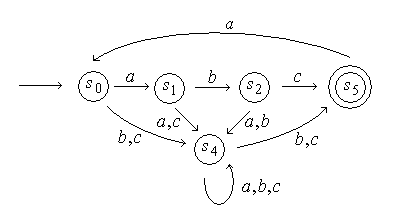 a
s0 a s1 b s2 c s5
a,c a,b
b,c s4 b,c
a,b,c